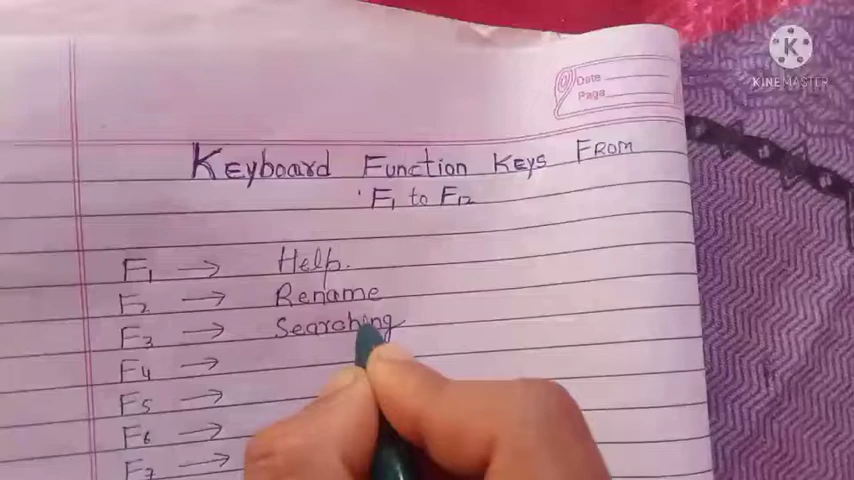 K
KINEMASTER
@ Date
Page
Keyboard Function Keys From
F1 to F12
F1 → Help.
F2 → Rename
F3 → Searching
F4 →
F5 →
F6 →
F7 →